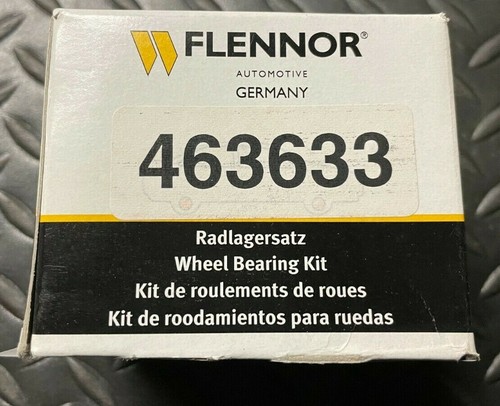 FLENNOR®
AUTOMOTIVE
GERMANY
463633
Radlagersatz
Wheel Bearing Kit
Kit de roulements de roues
Kit de roodamientos para ruedas